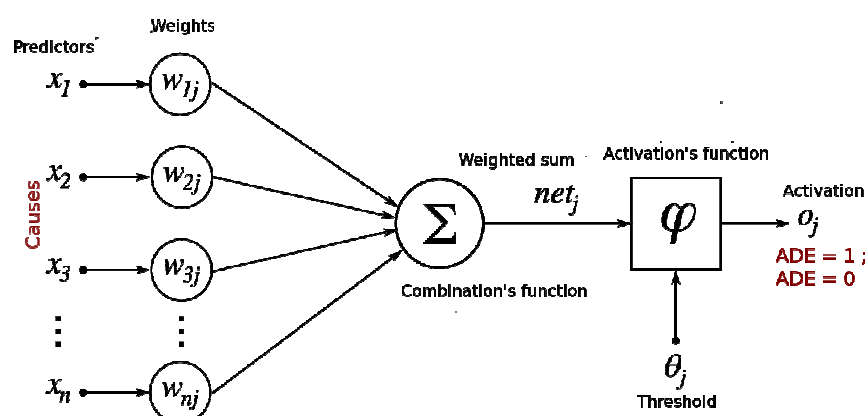 Weights
Predictors
x1 w1j
x2 w2j
Causes
x3 w3j
... ...
xn wnj
Σ
Combination's function
Weighted sum
netj
Activation's function
φ
θj
Threshold
Activation
oj
ADE = 1 ;
ADE = 0